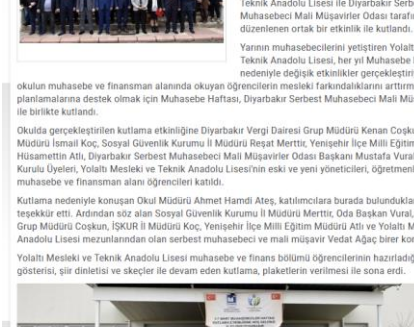 Teknik Anadolu Lisesi ile Diyarbakır Serb
Muhasebeci Mali Müşavirler Odası tarafı
düzenlenen ortak bir etkinlik ile kutlandı.
Yarının muhasebecilerini yetiştiren Yolalt
Teknik Anadolu Lisesi, her yıl Muhasebe
nedeniyle değişik etkinlikler gerçekleştir
okulun muhasebe ve finansman alanında okuyan öğrencilerin mesleki farkındalıklarını arttırm
planlamalarına destek olmak için Muhasebe Haftası, Diyarbakır Serbest Muhasebeci Mali Mü
ile birlikte kutlandı.
Okulda gerçekleştirilen kutlama etkinliğine Diyarbakır Vergi Dairesi Grup Müdürü Kenan Coşku
Müdürü İsmail Koç, Sosyal Güvenlik Kurumu İl Müdürü Reşat Merttir, Yenişehir İlçe Milli Eğitim
Hüsamettin Atlı, Diyarbakır Serbest Muhasebeci Mali Müşavirler Odası Başkanı Mustafa Vural
Kurulu Üyeleri, Yolaltı Mesleki ve Teknik Anadolu Lisesi'nin eski ve yeni yöneticileri, öğretmenl
muhasebe ve finansman alanı öğrencileri katıldı.
Kutlama nedeniyle konuşan Okul Müdürü Ahmet Hamdi Ateş, katılımcılara burada bulundukla
teşekkür etti. Ardından söz alan Sosyal Güvenlik Kurumu İl Müdürü Merttir, Oda Başkan Vural,
Grup Müdürü Coşkun, İŞKUR İl Müdürü Koç, Yenişehir İlçe Milli Eğitim Müdürü Atlı ve Yolaltı M
Anadolu Lisesi mezunlarından olan serbest muhasebeci ve mali müşavir Vedat Ağaç birer kon
Yolaltı Mesleki ve Teknik Anadolu Lisesi muhasebe ve finans bölümü öğrencilerinin hazırladığ
gösterisi, şiir dinletisi ve skeçler ile devam eden kutlama, plaketlerin verilmesi ile sona erdi.